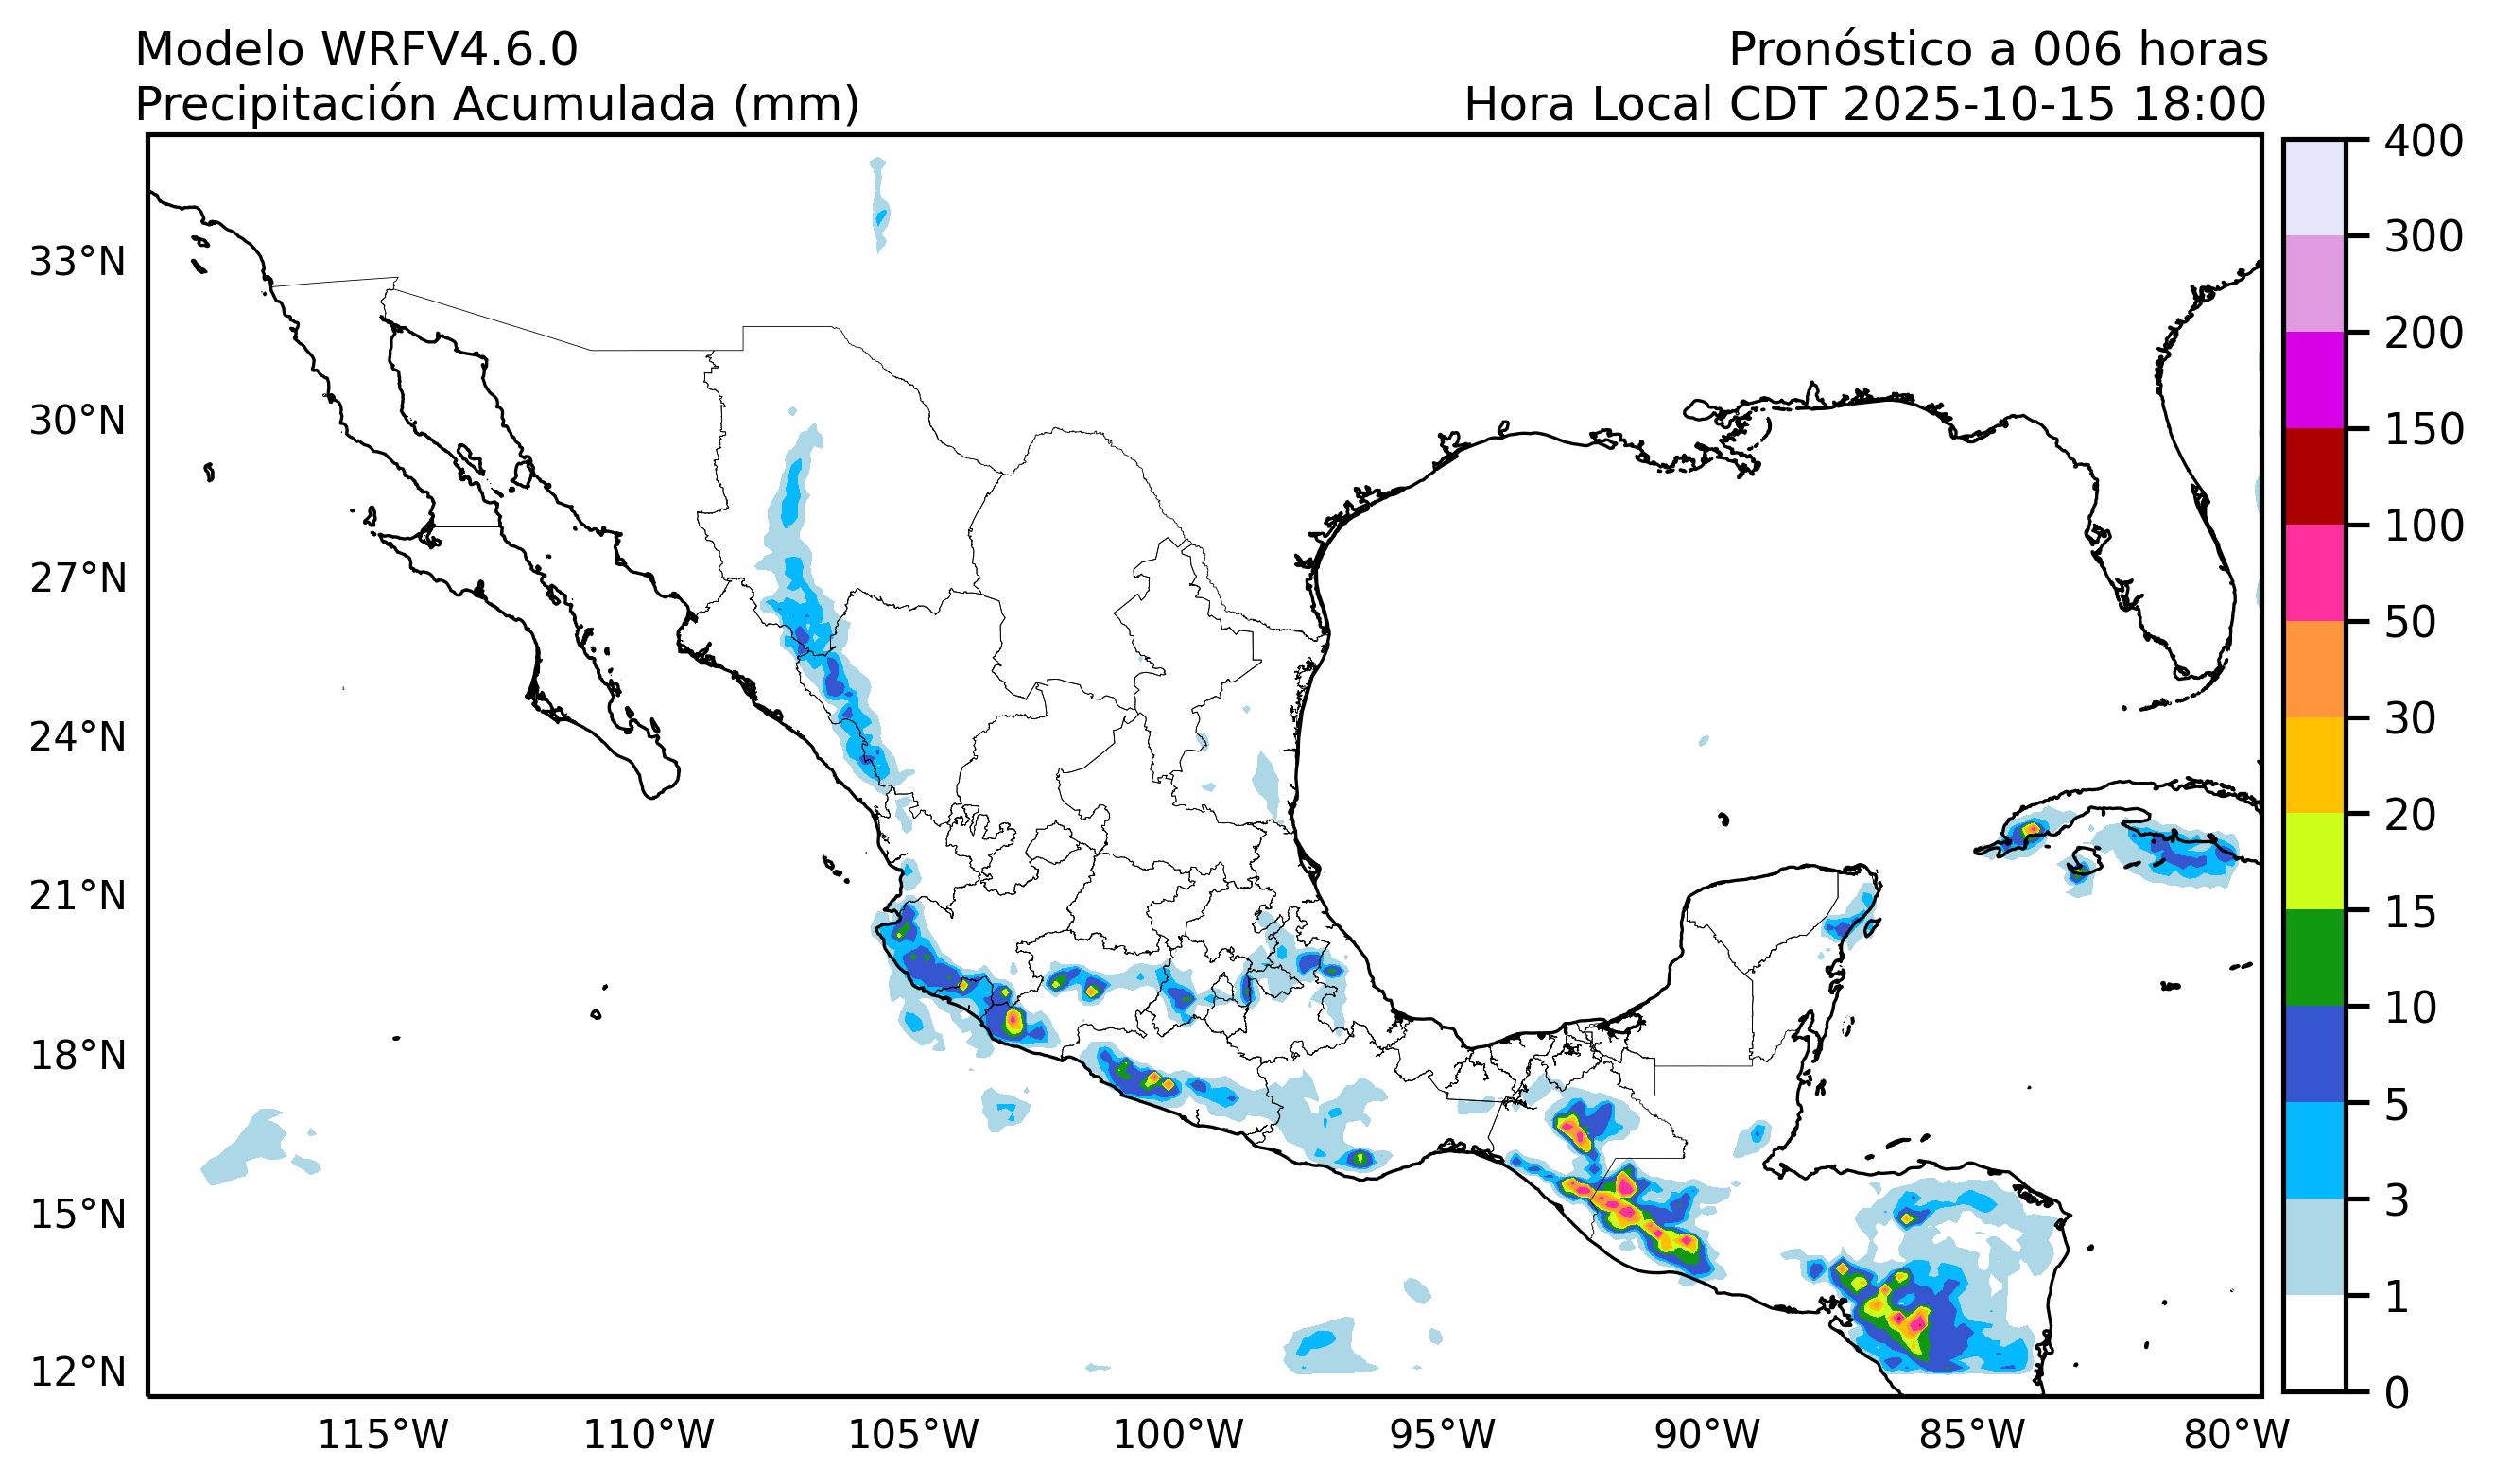 Modelo WRFV4.6.0
Pronóstico a 006 horas
Precipitación Acumulada (mm)
Hora Local CDT 2025-10-15 18:00
33°N
30°N
27°N
24°N
21°N
18°N
15°N
12°N
115°W
110°W
105°W
100°W
95°W
90°W
85°W
80°W
400
300
200
150
100
50
30
20
15
10
5
3
1
0